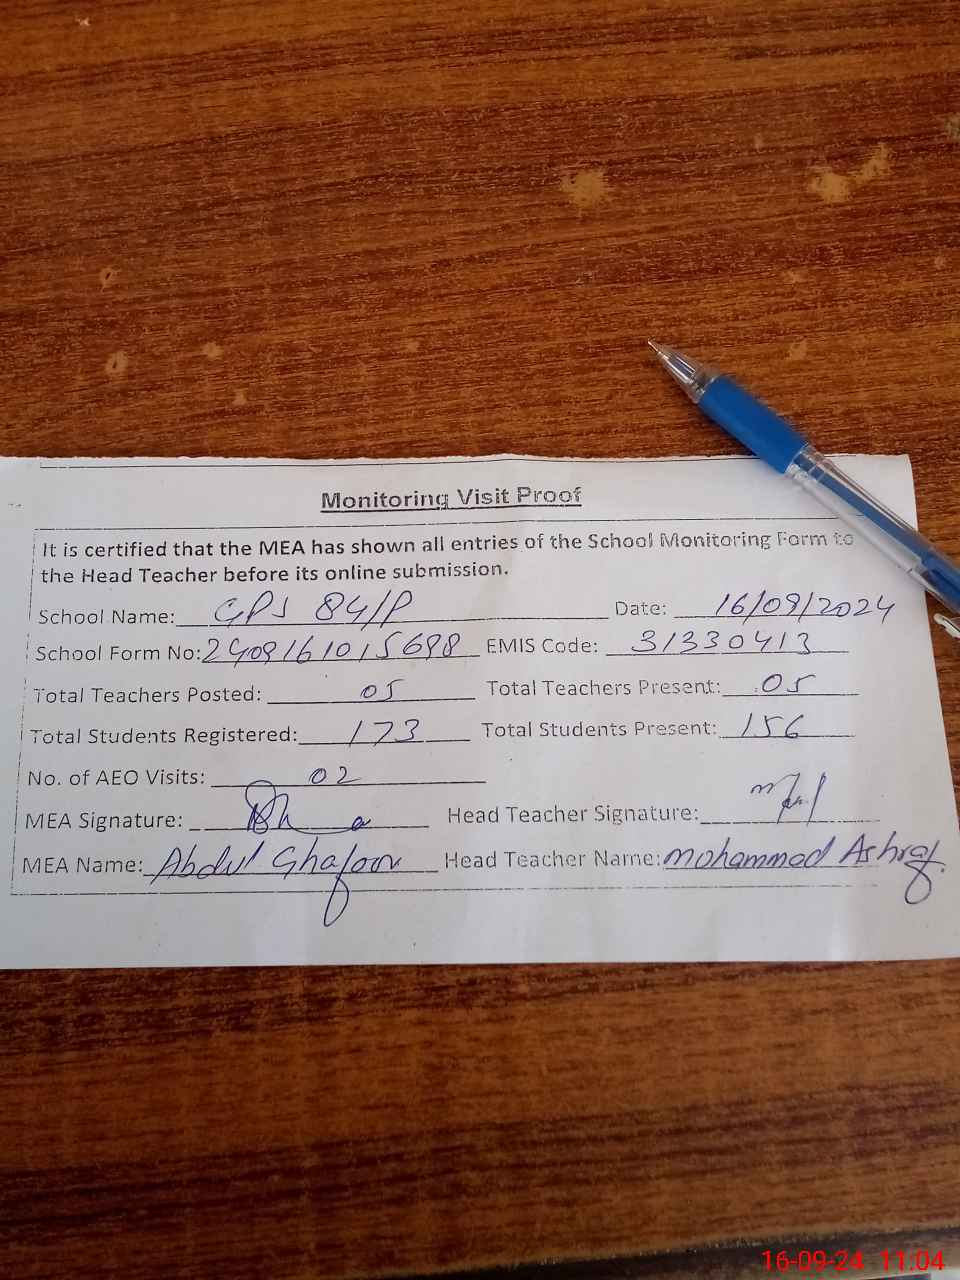 Monitoring Visit Proof
It is certified that the MEA has shown all entries of the School Monitoring Form to
the Head Teacher before its online submission.
School Name: GPS 84/P Date: 16/09/2024
School Form No: 2409161015698 EMIS Code: 31330413
Total Teachers Posted: 05 Total Teachers Present: 05
Total Students Registered: 173 Total Students Present: 156
No. of AEO Visits: 02
MEA Signature: Head Teacher Signature:
MEA Name: Abdul Ghafoor Head Teacher Name: mohammad Ashraf
16-09-24 11:04